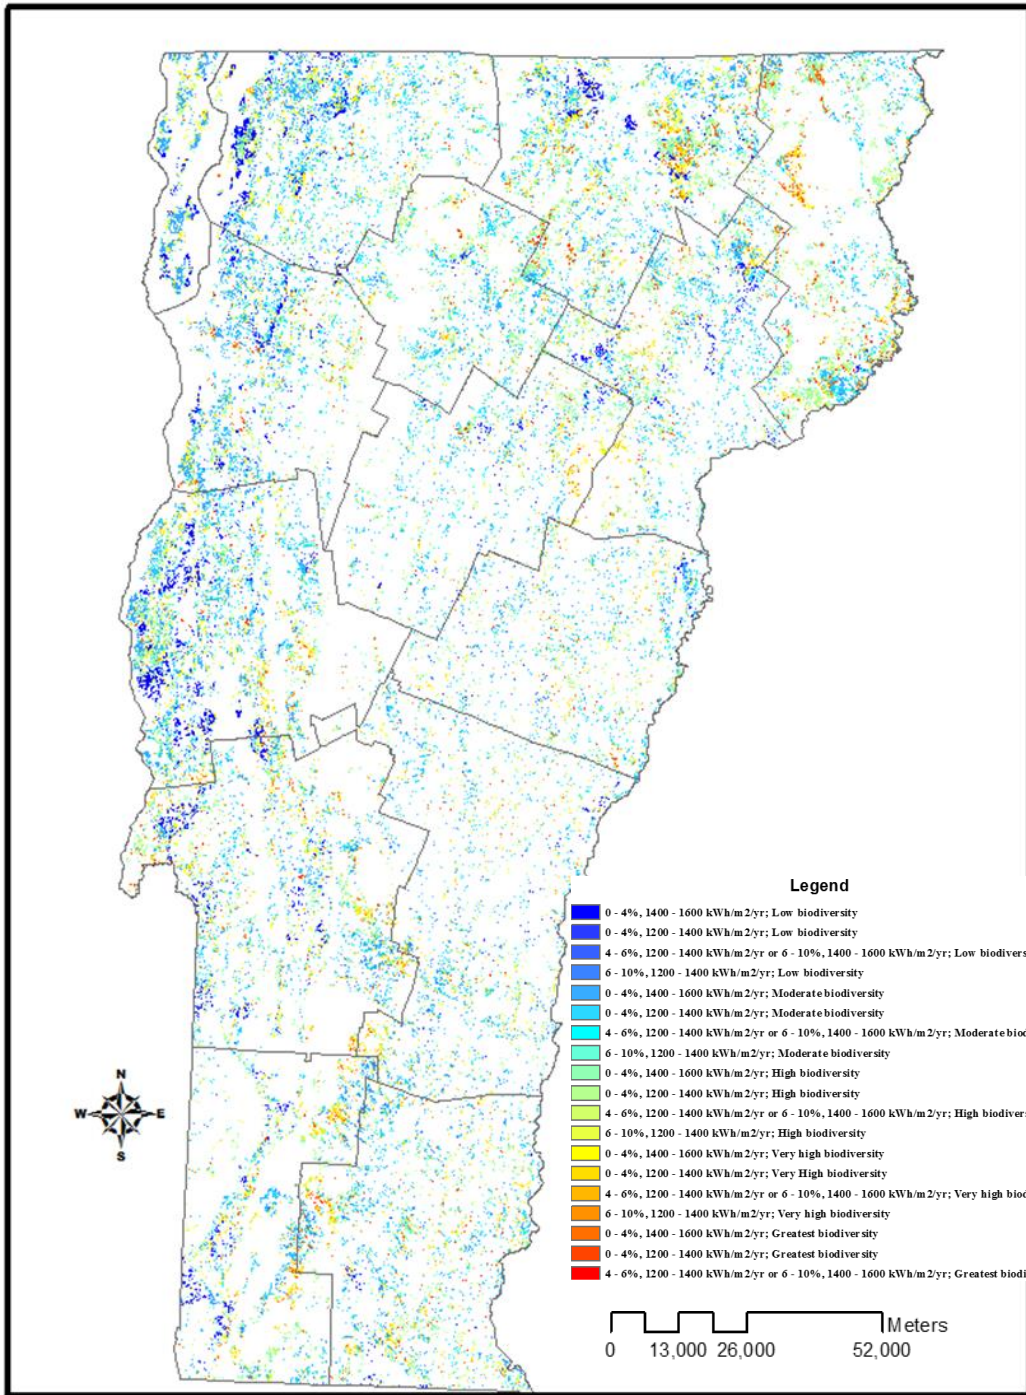 Legend
0 - 4%, 1400 - 1600 kWh/m2/yr; Low biodiversity
0 - 4%, 1200 - 1400 kWh/m2/yr; Low biodiversity
4 - 6%, 1200 - 1400 kWh/m2/yr or 6 - 10%, 1400 - 1600 kWh/m2/yr; Low biodivers
6 - 10%, 1200 - 1400 kWh/m2/yr; Low biodiversity
0 - 4%, 1400 - 1600 kWh/m2/yr; Moderate biodiversity
0 - 4%, 1200 - 1400 kWh/m2/yr; Moderate biodiversity
4 - 6%, 1200 - 1400 kWh/m2/yr or 6 - 10%, 1400 - 1600 kWh/m2/yr; Moderate biod
6 - 10%, 1200 - 1400 kWh/m2/yr; Moderate biodiversity
0 - 4%, 1400 - 1600 kWh/m2/yr; High biodiversity
0 - 4%, 1200 - 1400 kWh/m2/yr; High biodiversity
4 - 6%, 1200 - 1400 kWh/m2/yr or 6 - 10%, 1400 - 1600 kWh/m2/yr; High biodivers
6 - 10%, 1200 - 1400 kWh/m2/yr; High biodiversity
0 - 4%, 1400 - 1600 kWh/m2/yr; Very high biodiversity
0 - 4%, 1200 - 1400 kWh/m2/yr; Very High biodiversity
4 - 6%, 1200 - 1400 kWh/m2/yr or 6 - 10%, 1400 - 1600 kWh/m2/yr; Very high biod
6 - 10%, 1200 - 1400 kWh/m2/yr; Very high biodiversity
0 - 4%, 1400 - 1600 kWh/m2/yr; Greatest biodiversity
0 - 4%, 1200 - 1400 kWh/m2/yr; Greatest biodiversity
4 - 6%, 1200 - 1400 kWh/m2/yr or 6 - 10%, 1400 - 1600 kWh/m2/yr; Greatest biodi
N
W E
S
Meters
0 13,000 26,000 52,000